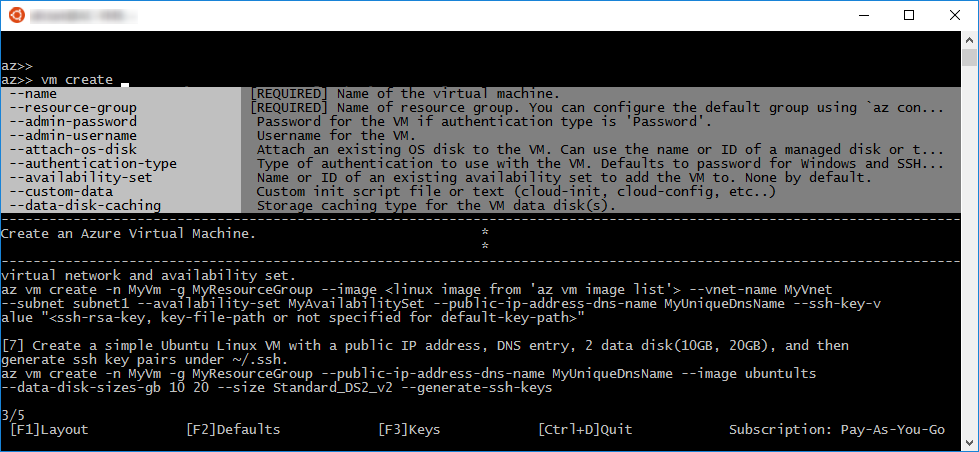 az>>
az>> vm create
--name [REQUIRED] Name of the virtual machine.
--resource-group [REQUIRED] Name of resource group. You can configure the default group using `az con...
--admin-password Password for the VM if authentication type is 'Password'.
--admin-username Username for the VM.
--attach-os-disk Attach an existing OS disk to the VM. Can use the name or ID of a managed disk or t...
--authentication-type Type of authentication to use with the VM. Defaults to password for Windows and SSH...
--availability-set Name or ID of an existing availability set to add the VM to. None by default.
--custom-data Custom init script file or text (cloud-init, cloud-config, etc..)
--data-disk-caching Storage caching type for the VM data disk(s).
Create an Azure Virtual Machine. *
*
virtual network and availability set.
az vm create -n MyVm -g MyResourceGroup --image <linux image from 'az vm image list'> --vnet-name MyVnet
--subnet subnet1 --availability-set MyAvailabilitySet --public-ip-address-dns-name MyUniqueDnsName --ssh-key-v
alue "<ssh-rsa-key, key-file-path or not specified for default-key-path>"
[7] Create a simple Ubuntu Linux VM with a public IP address, DNS entry, 2 data disk(10GB, 20GB), and then
generate ssh key pairs under ~/.ssh.
az vm create -n MyVm -g MyResourceGroup --public-ip-address-dns-name MyUniqueDnsName --image ubuntults
--data-disk-sizes-gb 10 20 --size Standard_DS2_v2 --generate-ssh-keys
3/5
[F1]Layout [F2]Defaults [F3]Keys [Ctrl+D]Quit Subscription: Pay-As-You-Go